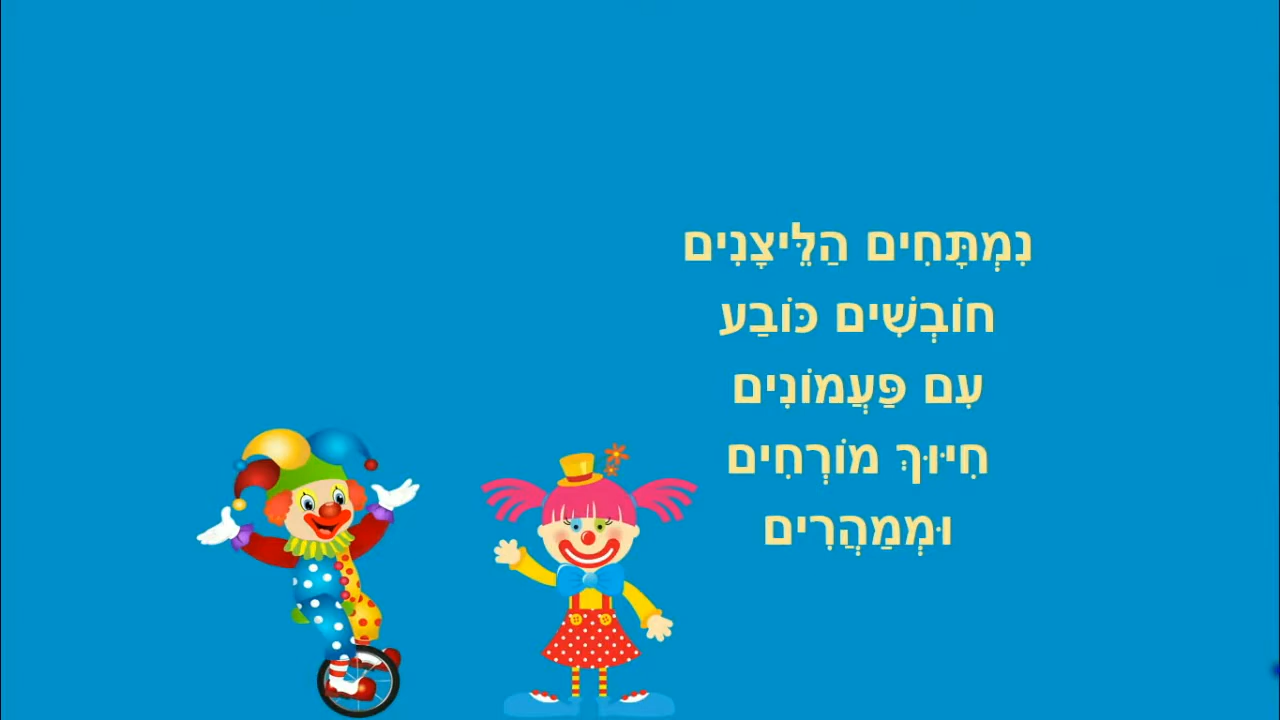 נִמְתָּחִים הַלֵּיצָנִים
חוֹבְשִׁים כּוֹבַע
עִם פַּעֲמוֹנִים
חִיּוּךְ מוֹרְחִים
וּמְמַהֲרִים